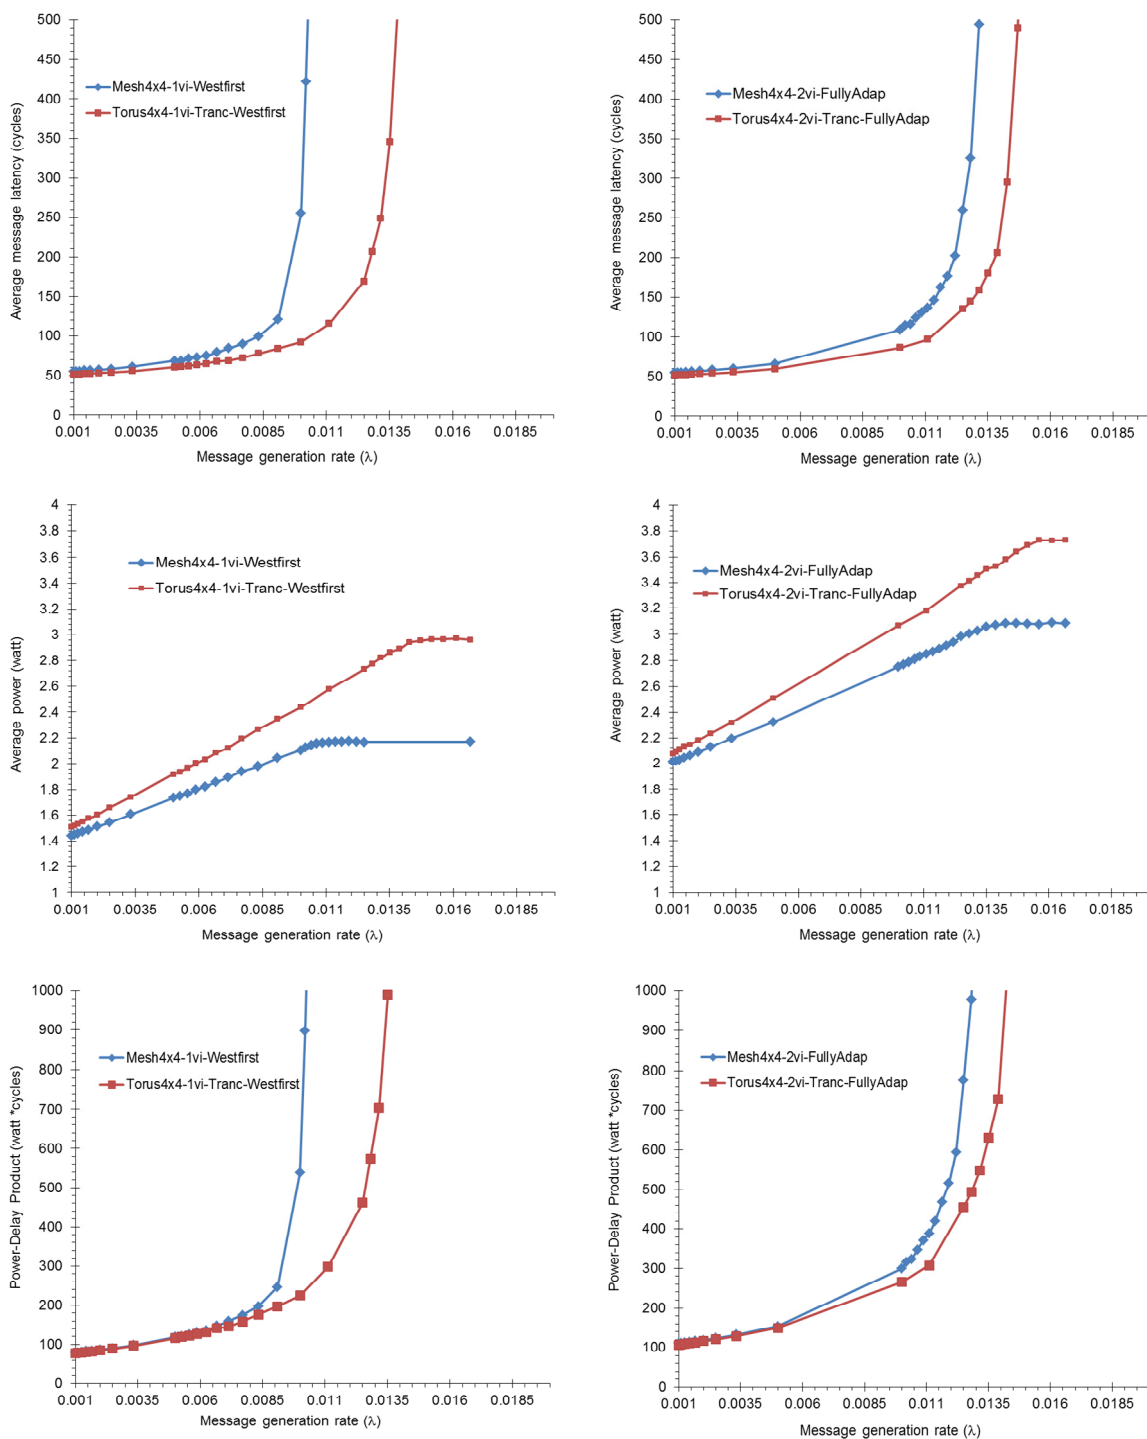 500
450
400
350
300
250
200
150
100
50
0
Average message latency (cycles)
Mesh4x4-1vi-Westfirst
Torus4x4-1vi-Tranc-Westfirst
0.001 0.0035 0.006 0.0085 0.011 0.0135 0.016 0.0185
Message generation rate (λ)
500
450
400
350
300
250
200
150
100
50
0
Average message latency (cycles)
Mesh4x4-2vi-FullyAdap
Torus4x4-2vi-Tranc-FullyAdap
0.001 0.0035 0.006 0.0085 0.011 0.0135 0.016 0.0185
Message generation rate (λ)
4
3.8
3.6
3.4
3.2
3
2.8
2.6
2.4
2.2
2
1.8
1.6
1.4
1.2
1
Average power (watt)
Mesh4x4-1vi-Westfirst
Torus4x4-1vi-Tranc-Westfirst
0.001 0.0035 0.006 0.0085 0.011 0.0135 0.016 0.0185
Message generation rate (λ)
4
3.8
3.6
3.4
3.2
3
2.8
2.6
2.4
2.2
2
1.8
1.6
1.4
1.2
1
Average power (watt)
Mesh4x4-2vi-FullyAdap
Torus4x4-2vi-Tranc-FullyAdap
0.001 0.0035 0.006 0.0085 0.011 0.0135 0.016 0.0185
Message generation rate (λ)
1000
900
800
700
600
500
400
300
200
100
0
Power-Delay Product (watt *cycles)
Mesh4x4-1vi-Westfirst
Torus4x4-1vi-Tranc-Westfirst
0.001 0.0035 0.006 0.0085 0.011 0.0135 0.016 0.0185
Message generation rate (λ)
1000
900
800
700
600
500
400
300
200
100
0
Power-Delay Product (watt *cycles)
Mesh4x4-2vi-FullyAdap
Torus4x4-2vi-Tranc-FullyAdap
0.001 0.0035 0.006 0.0085 0.011 0.0135 0.016 0.0185
Message generation rate (λ)